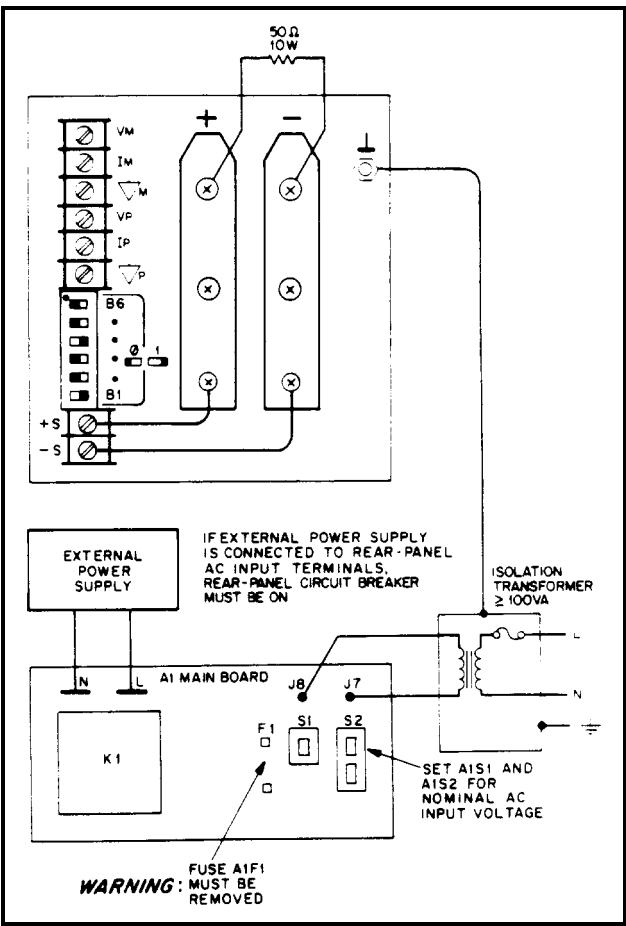 50Ω
10W
+
−
VM
IM
M
VP
IP
P
B6
Ø 1
B1
+S
−S
EXTERNAL
POWER
SUPPLY
IF EXTERNAL POWER SUPPLY
IS CONNECTED TO REAR-PANEL
AC INPUT TERMINALS,
REAR-PANEL CIRCUIT BREAKER
MUST BE ON
ISOLATION
TRANSFORMER
≥ 100VA
L
N
N L
A1 MAIN BOARD
J8 J7
F1 S1 S2
K1
SET A1S1 AND
A1S2 FOR
NOMINAL AC
INPUT VOLTAGE
FUSE A1F1
WARNING: MUST BE
REMOVED